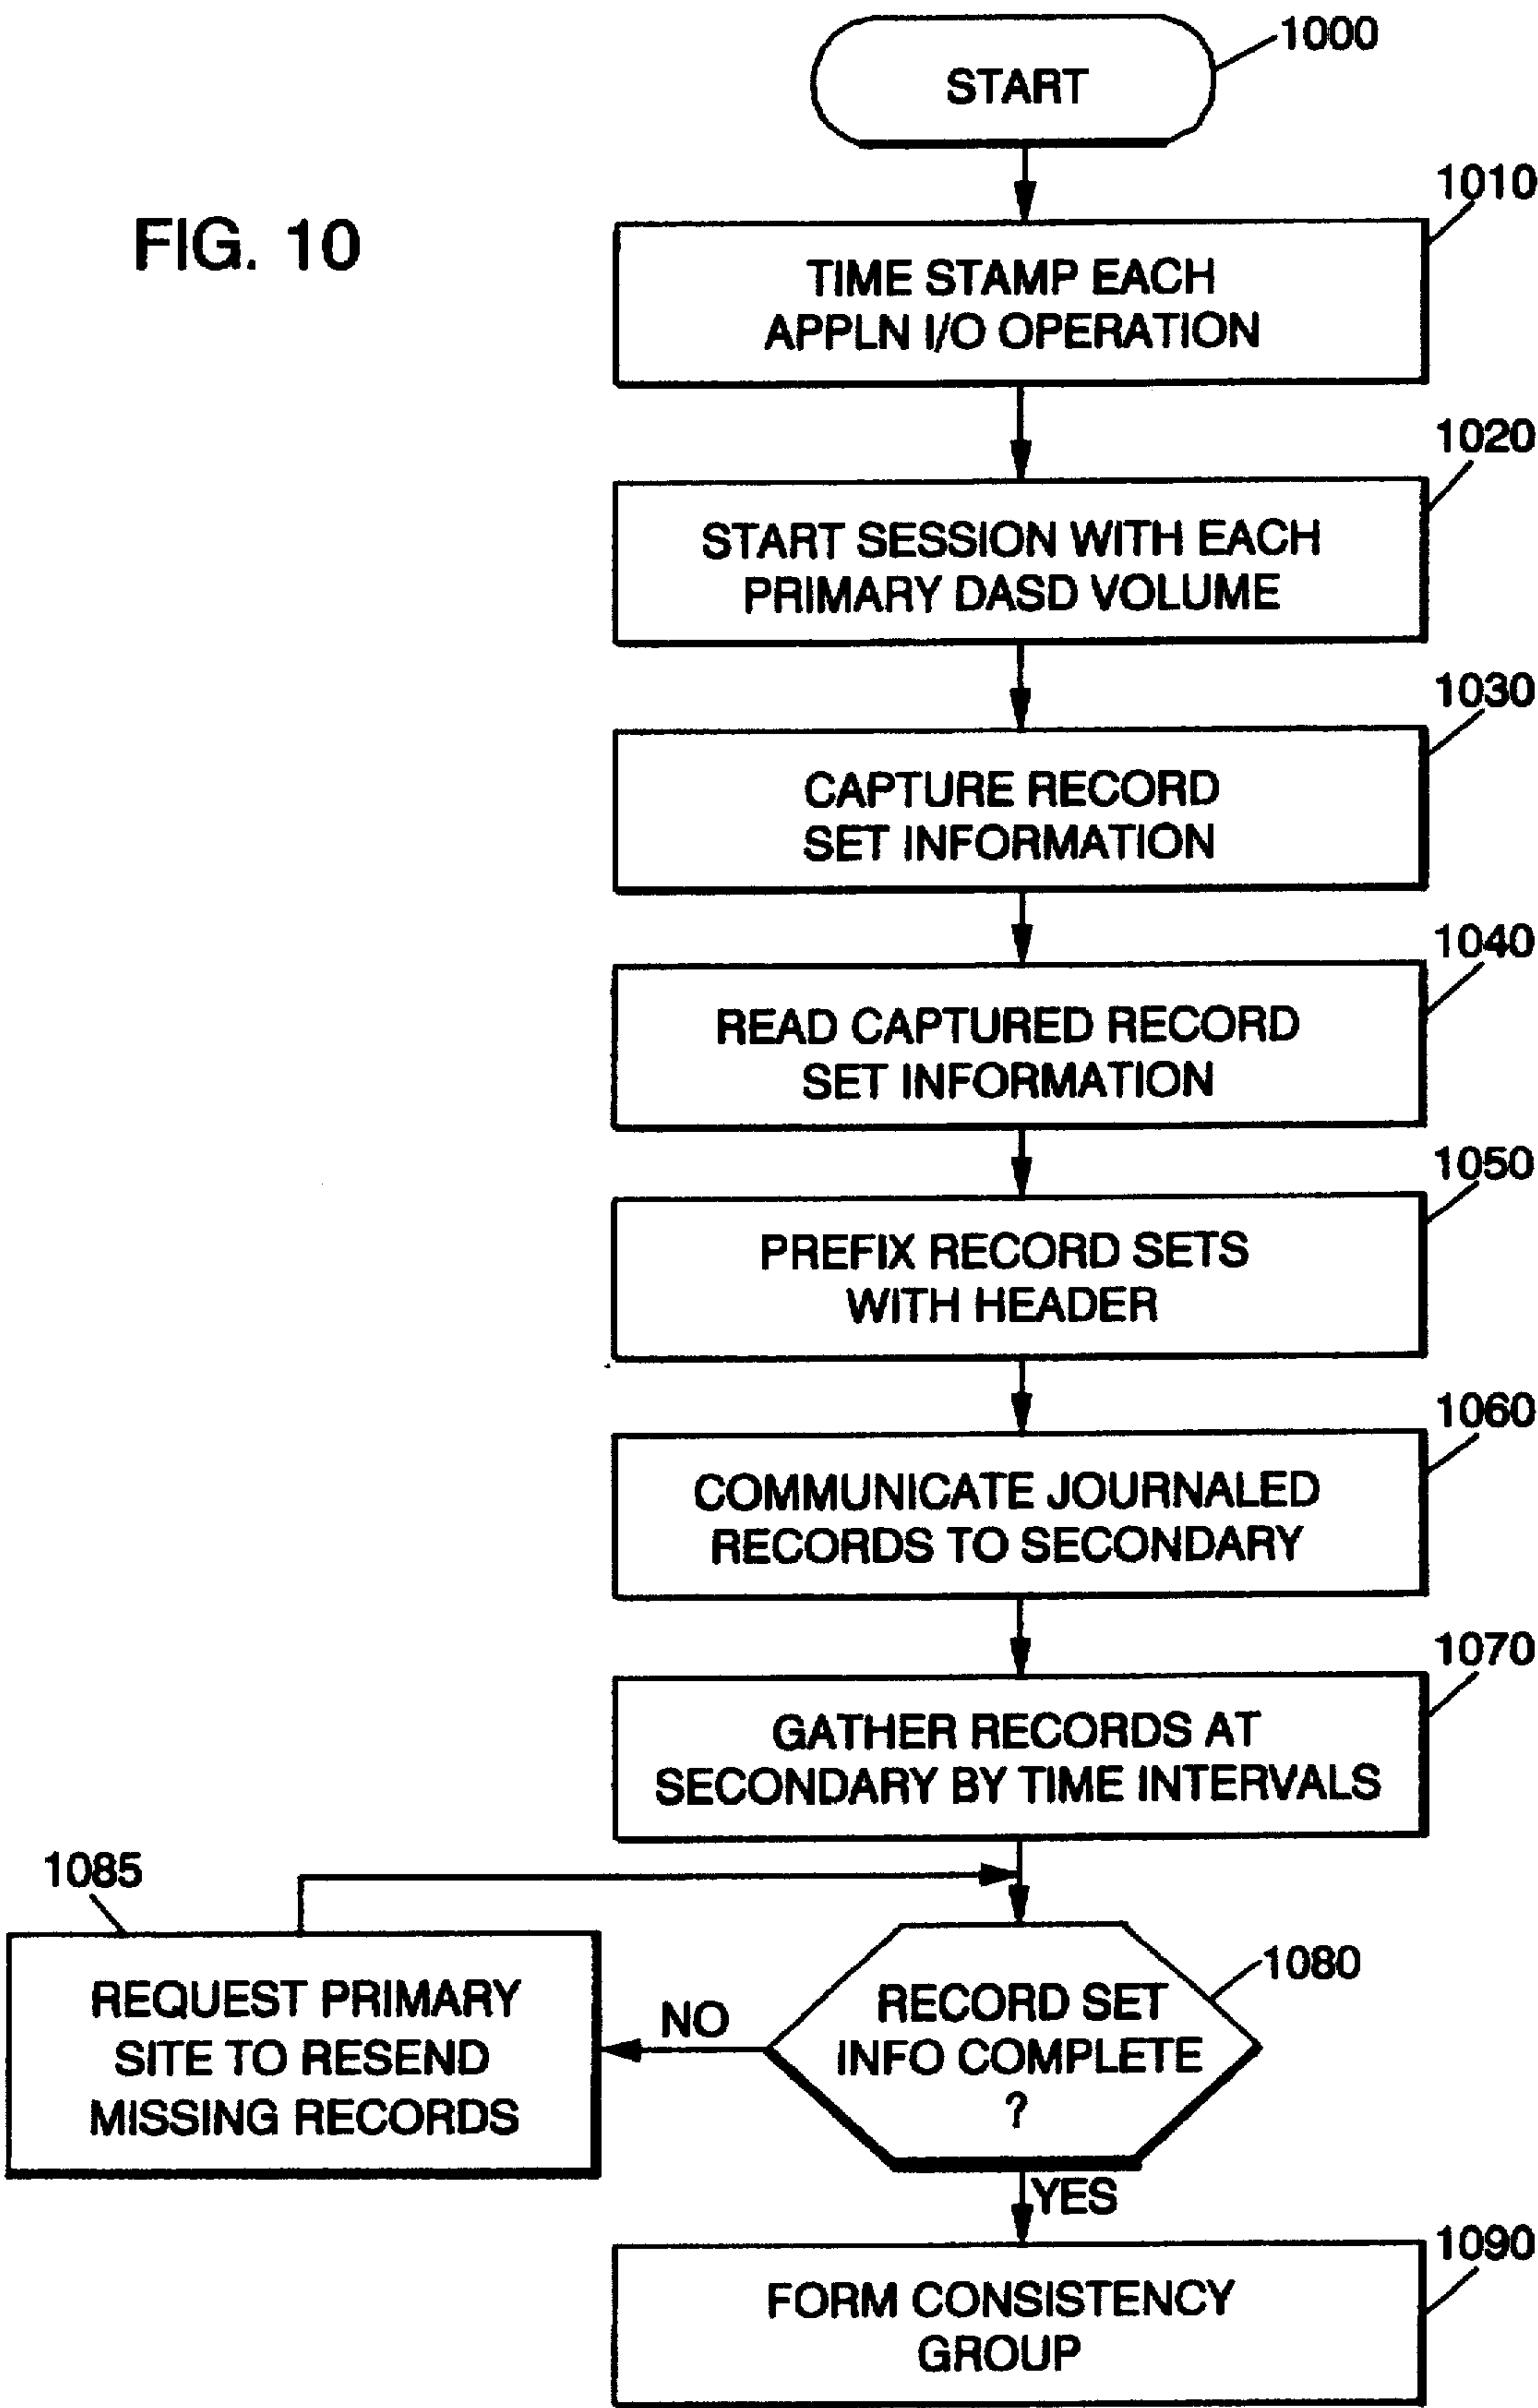 FIG. 10
1000
START
1010
TIME STAMP EACH
APPLN I/O OPERATION
1020
START SESSION WITH EACH
PRIMARY DASD VOLUME
1030
CAPTURE RECORD
SET INFORMATION
1040
READ CAPTURED RECORD
SET INFORMATION
1050
PREFIX RECORD SETS
WITH HEADER
1060
COMMUNICATE JOURNALED
RECORDS TO SECONDARY
1070
GATHER RECORDS AT
SECONDARY BY TIME INTERVALS
1085
REQUEST PRIMARY
SITE TO RESEND
MISSING RECORDS
NO
1080
RECORD SET
INFO COMPLETE
?
YES
1090
FORM CONSISTENCY
GROUP